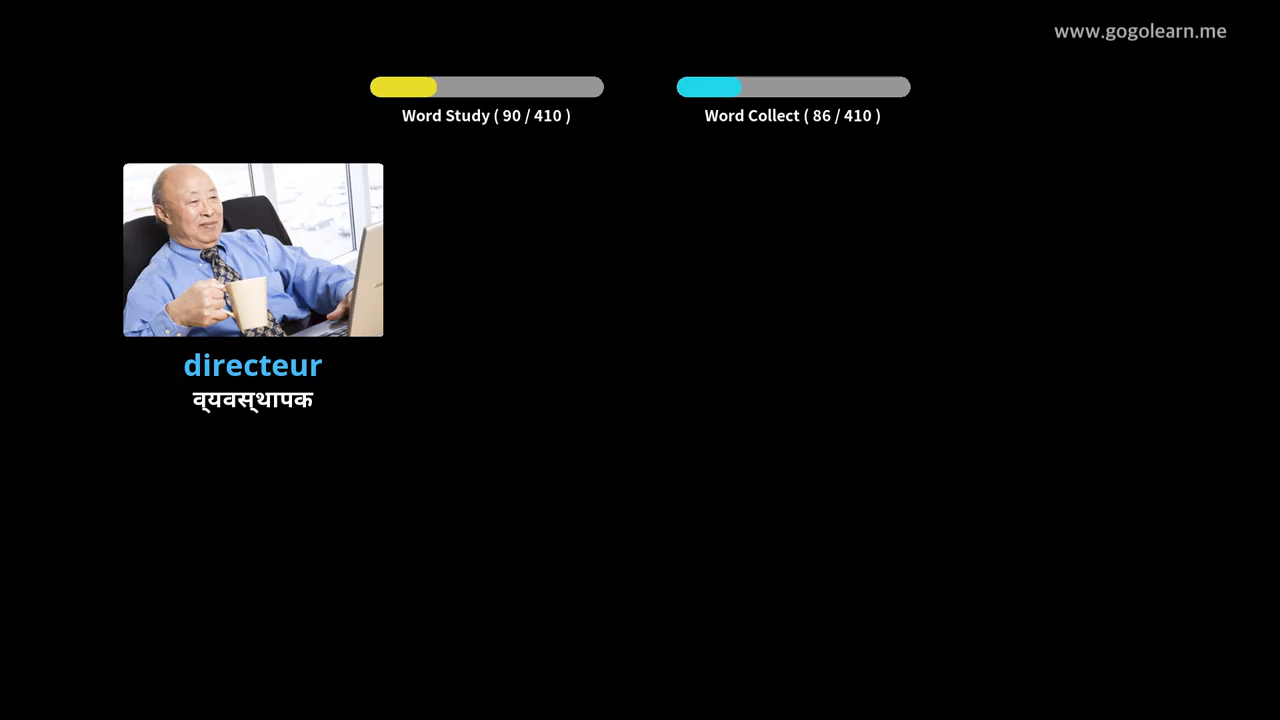 www.gogolearn.me
Word Study ( 90 / 410 )
Word Collect ( 86 / 410 )
directeur
व्यवस्थापक